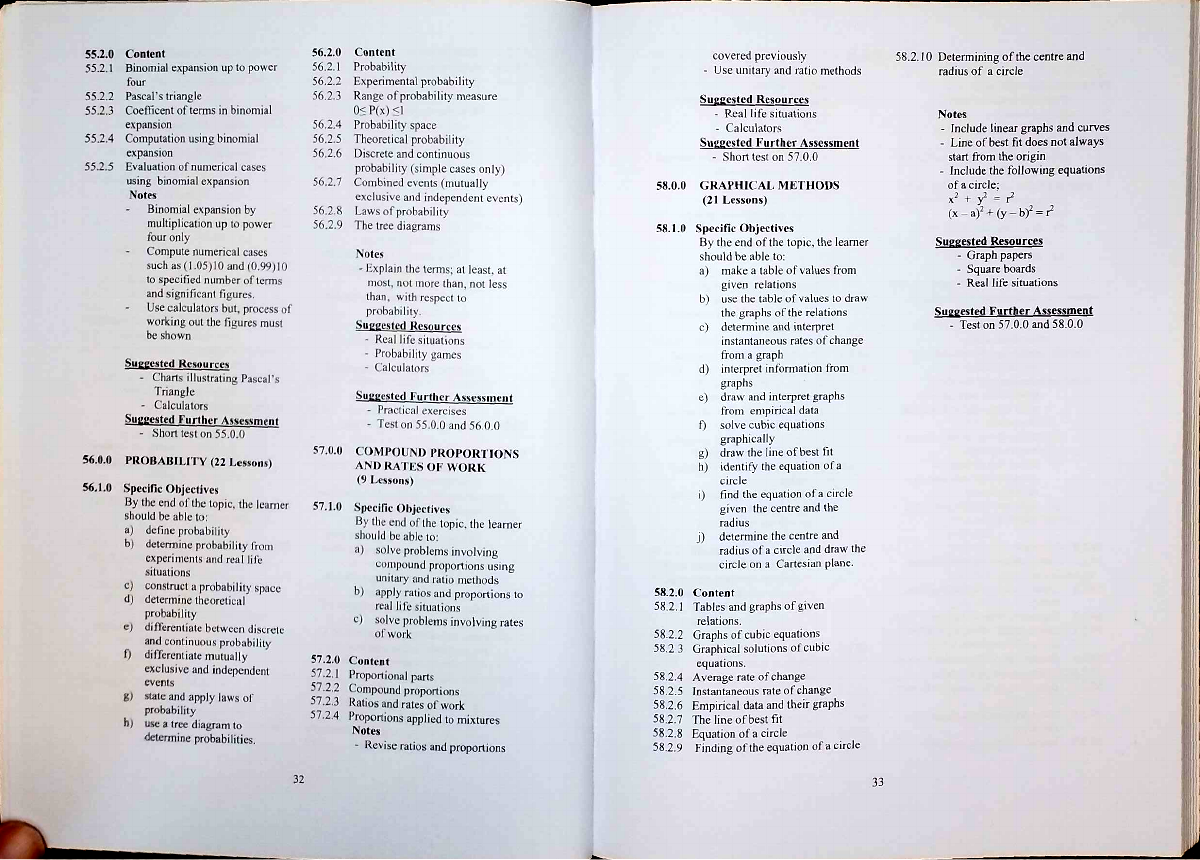 55.2.0 Content
55.2.1 Binomial expansion up to power
four
55.2.2 Pascal's triangle
55.2.3 Coefficent of terms in binomial
expansion
55.2.4 Computation using binomial
expansion
55.2.5 Evaluation of numerical cases
using binomial expansion
Notes
- Binomial expansion by
multiplication up to power
four only
- Compute numerical cases
such as (1.05)10 and (0.99)10
to specified number of terms
and significant figures.
- Use calculators but, process of
working out the figures must
be shown
Suggested Resources
- Charts illustrating Pascal's
Triangle
- Calculators
Suggested Further Assessment
- Short test on 55.0.0
56.0.0 PROBABILITY (22 Lessons)
56.1.0 Specific Objectives
By the end of the topic, the learner
should be able to:
a) define probability
b) determine probability from
experiments and real life
situations
c) construct a probability space
d) determine theoretical
probability
e) differentiate between discrete
and continuous probability
f) differentiate mutually
exclusive and independent
events
g) state and apply laws of
probability
h) use a tree diagram to
determine probabilities.
56.2.0 Content
56.2.1 Probability
56.2.2 Experimental probability
56.2.3 Range of probability measure
0≤ P(x) ≤1
56.2.4 Probability space
56.2.5 Theoretical probability
56.2.6 Discrete and continuous
probability (simple cases only)
56.2.7 Combined events (mutually
exclusive and independent events)
56.2.8 Laws of probability
56.2.9 The tree diagrams
Notes
- Explain the terms; at least, at
most, not more than, not less
than, with respect to
probability.
Suggested Resources
- Real life situations
- Probability games
- Calculators
Suggested Further Assessment
- Practical exercises
- Test on 55.0.0 and 56.0.0
57.0.0 COMPOUND PROPORTIONS
AND RATES OF WORK
(9 Lessons)
57.1.0 Specific Objectives
By the end of the topic, the learner
should be able to:
a) solve problems involving
compound proportions using
unitary and ratio methods
b) apply ratios and proportions to
real life situations
c) solve problems involving rates
of work
57.2.0 Content
57.2.1 Proportional parts
57.2.2 Compound proportions
57.2.3 Ratios and rates of work
57.2.4 Proportions applied to mixtures
Notes
- Revise ratios and proportions
32
covered previously
- Use unitary and ratio methods
Suggested Resources
- Real life situations
- Calculators
Suggested Further Assessment
- Short test on 57.0.0
58.0.0 GRAPHICAL METHODS
(21 Lessons)
58.1.0 Specific Objectives
By the end of the topic, the learner
should be able to:
a) make a table of values from
given relations
b) use the table of values to draw
the graphs of the relations
c) determine and interpret
instantaneous rates of change
from a graph
d) interpret information from
graphs
e) draw and interpret graphs
from empirical data
f) solve cubic equations
graphically
g) draw the line of best fit
h) identify the equation of a
circle
i) find the equation of a circle
given the centre and the
radius
j) determine the centre and
radius of a circle and draw the
circle on a Cartesian plane.
58.2.0 Content
58.2.1 Tables and graphs of given
relations.
58.2.2 Graphs of cubic equations
58.2 3 Graphical solutions of cubic
equations.
58.2.4 Average rate of change
58.2.5 Instantaneous rate of change
58.2.6 Empirical data and their graphs
58.2.7 The line of best fit
58.2.8 Equation of a circle
58.2.9 Finding of the equation of a circle
58.2.10 Determining of the centre and
radius of a circle
Notes
- Include linear graphs and curves
- Line of best fit does not always
start from the origin
- Include the following equations
of a circle;
x² + y² = r²
(x – a)² + (y – b)² = r²
Suggested Resources
- Graph papers
- Square boards
- Real life situations
Suggested Further Assessment
- Test on 57.0.0 and 58.0.0
33